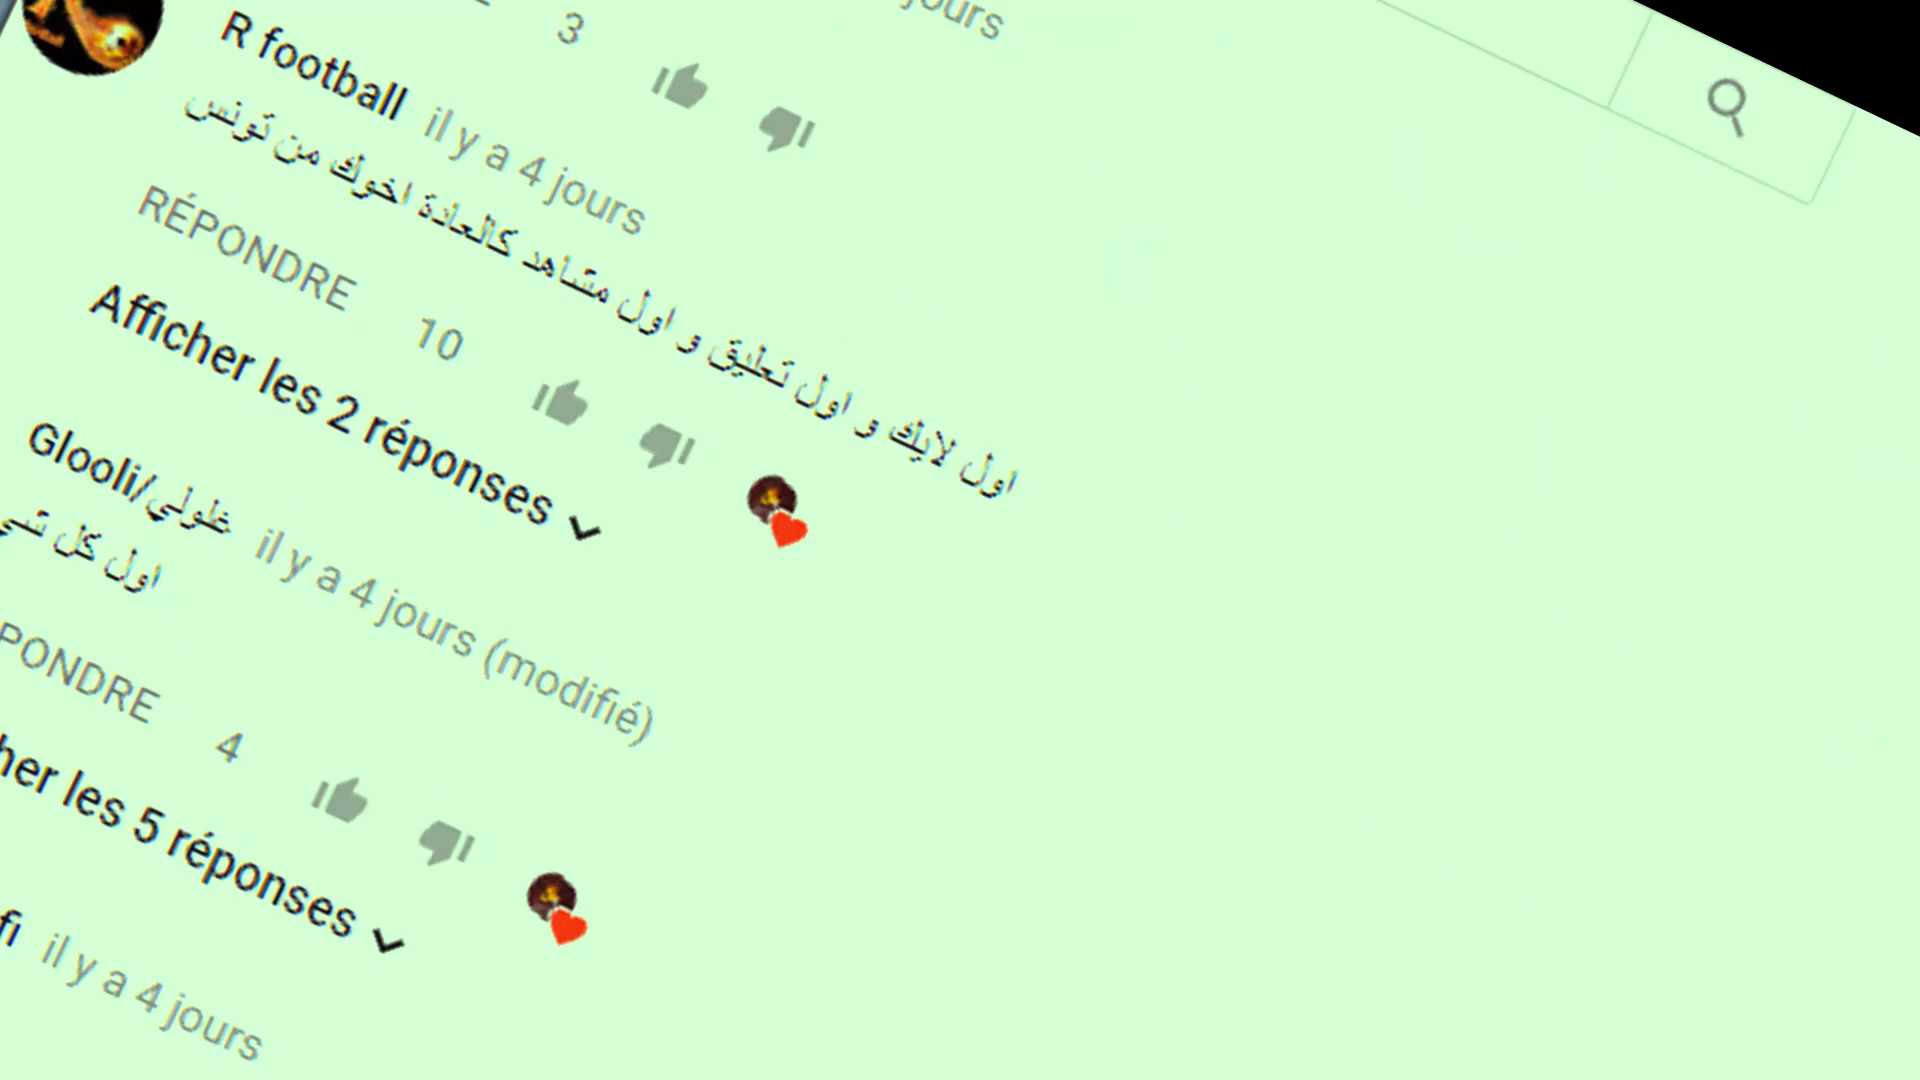 3
jours
R football il y a 4 jours
اول لايك و اول تعليق و اول مشاهد كالعادة اخوك من تونس
RÉPONDRE 10
Afficher les 2 réponses
Glooli/غلولي il y a 4 jours (modifié)
اول كل شي
PONDRE 4
her les 5 réponses
fi il y a 4 jours